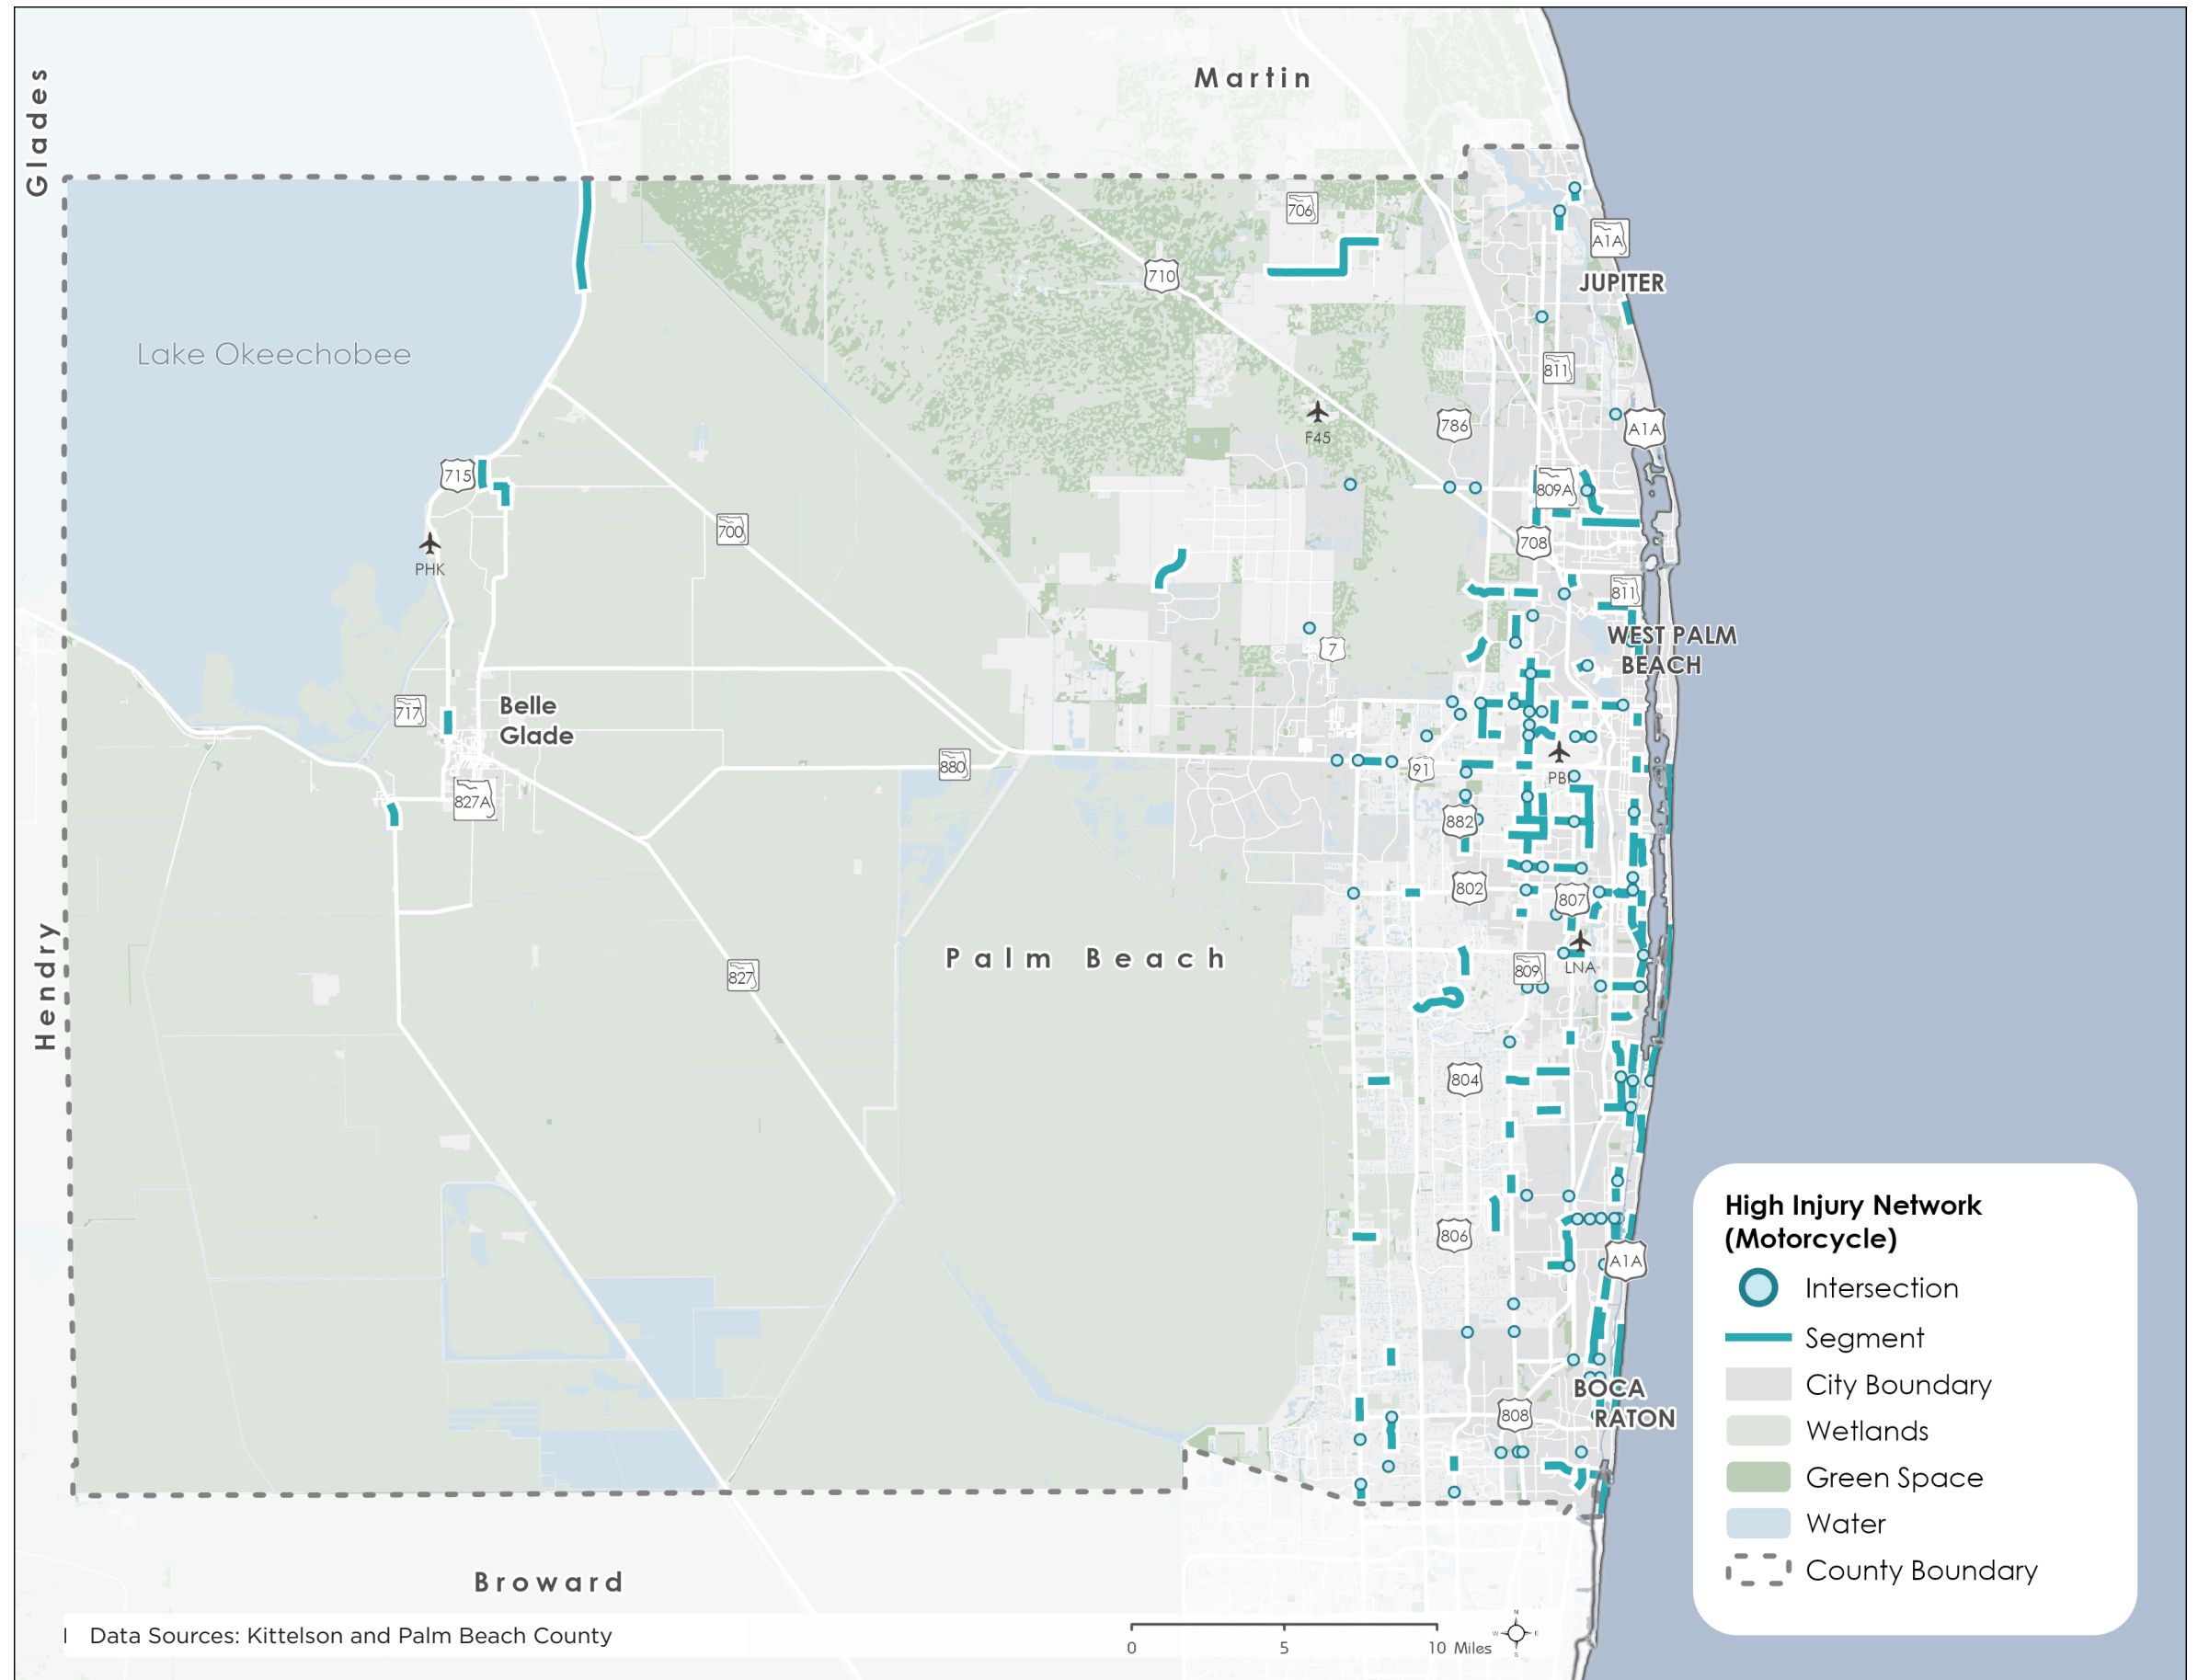 Martin
Glades
706
A1A
JUPITER
710
Lake Okeechobee
811
F45
786
A1A
715
809A
700
708
PHK
811
7
WEST PALM
BEACH
717
Belle
Glade
880
91
827A
882
802
807
Palm Beach
Hendry
827
809
LNA
804
806
A1A
BOCA
RATON
808
High Injury Network
(Motorcycle)
Intersection
Segment
City Boundary
Wetlands
Green Space
Water
County Boundary
Broward
Data Sources: Kittelson and Palm Beach County
0 5 10 Miles
N
W E
S